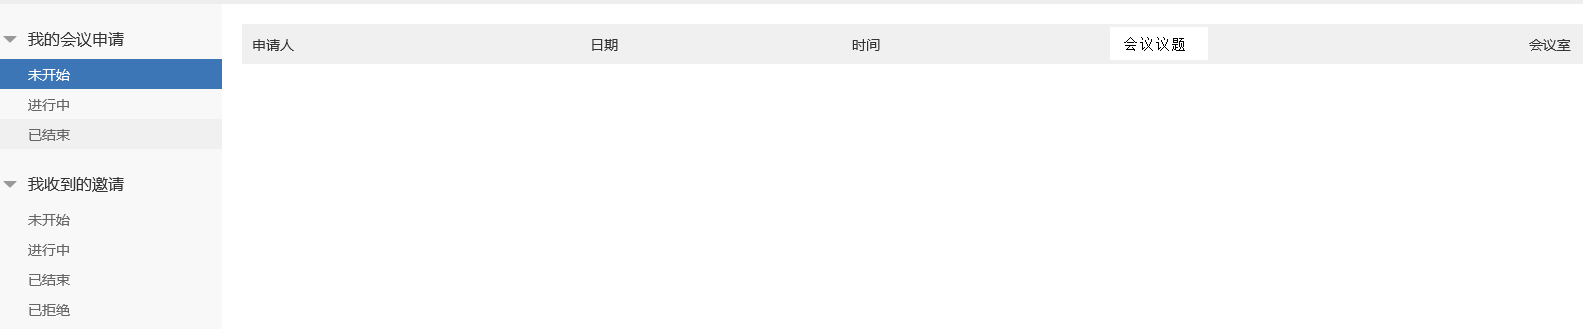 我的会议申请
未开始
进行中
已结束
我收到的邀请
未开始
进行中
已结束
已拒绝
申请人 日期 时间 会议议题 会议室